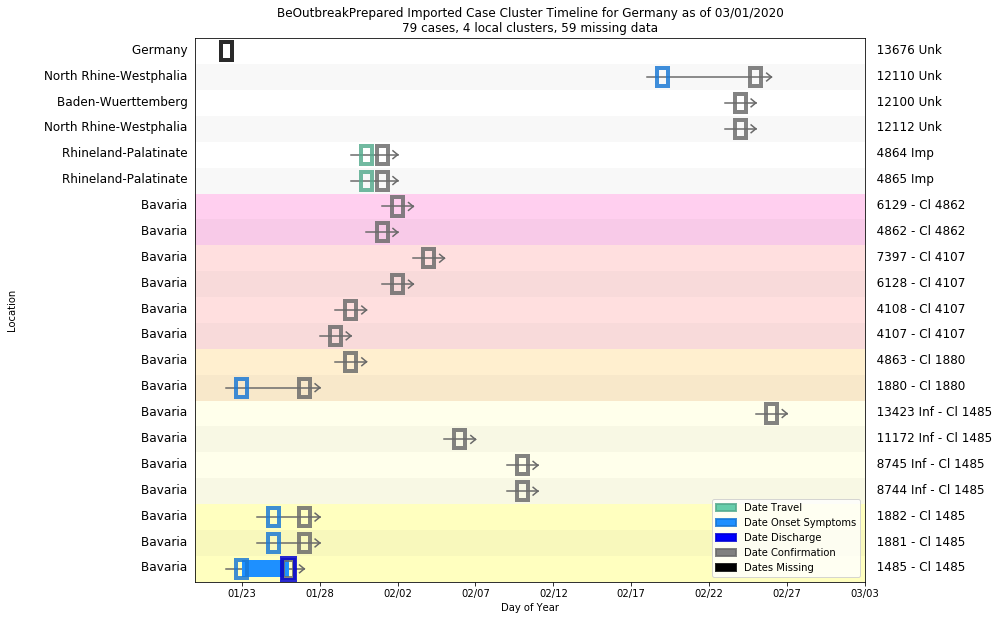 BeOutbreakPrepared Imported Case Cluster Timeline for Germany as of 03/01/2020
79 cases, 4 local clusters, 59 missing data
Germany 13676 Unk
North Rhine-Westphalia 12110 Unk
Baden-Wuerttemberg 12100 Unk
North Rhine-Westphalia 12112 Unk
Rhineland-Palatinate 4864 Imp
Rhineland-Palatinate 4865 Imp
Bavaria 6129 - Cl 4862
Bavaria 4862 - Cl 4862
Bavaria 7397 - Cl 4107
Bavaria 6128 - Cl 4107
Bavaria 4108 - Cl 4107
Bavaria 4107 - Cl 4107
Bavaria 4863 - Cl 1880
Bavaria 1880 - Cl 1880
Bavaria 13423 Inf - Cl 1485
Bavaria 11172 Inf - Cl 1485
Bavaria 8745 Inf - Cl 1485
Bavaria 8744 Inf - Cl 1485
Bavaria 1882 - Cl 1485
Bavaria 1881 - Cl 1485
Bavaria 1485 - Cl 1485
Location
Date Travel
Date Onset Symptoms
Date Discharge
Date Confirmation
Dates Missing
01/23 01/28 02/02 02/07 02/12 02/17 02/22 02/27 03/03
Day of Year